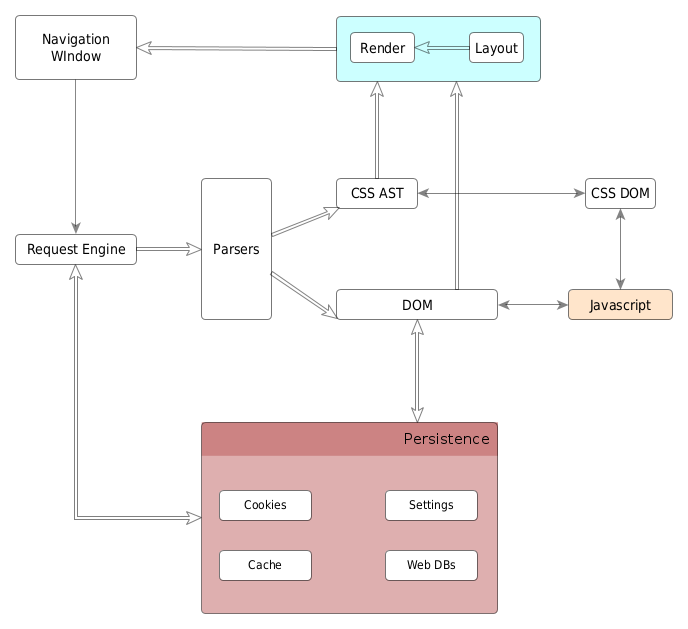 Navigation
WIndow
Render
Layout
CSS AST
CSS DOM
Request Engine
Parsers
DOM
Javascript
Persistence
Cookies
Settings
Cache
Web DBs